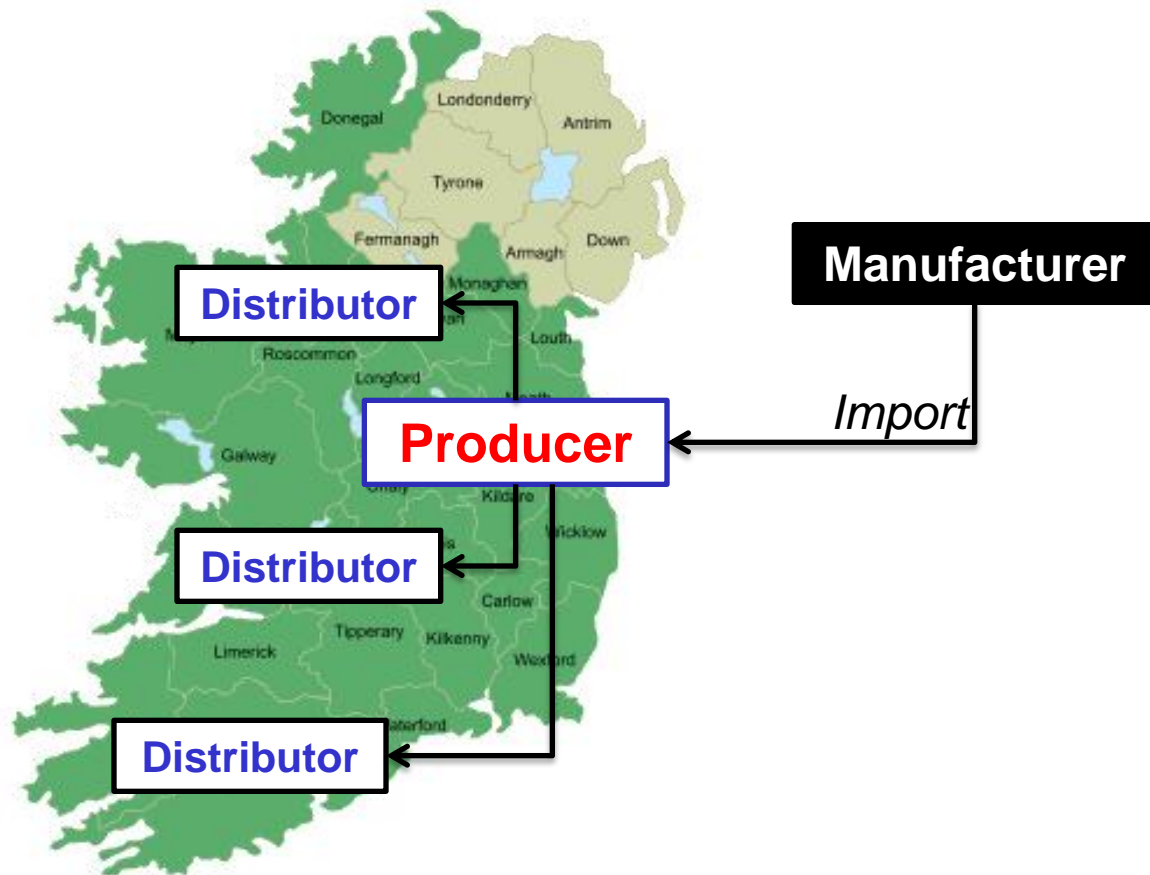 Londonderry
Antrim
Donegal
Tyrone
Fermanagh
Armagh
Down
Manufacturer
Monaghan
Distributor
Louth
Roscommon
Longford
Import
Producer
Galway
Kildare
Wicklow
Distributor
Carlow
Tipperary
Kilkenny
Limerick
Wexford
Distributor